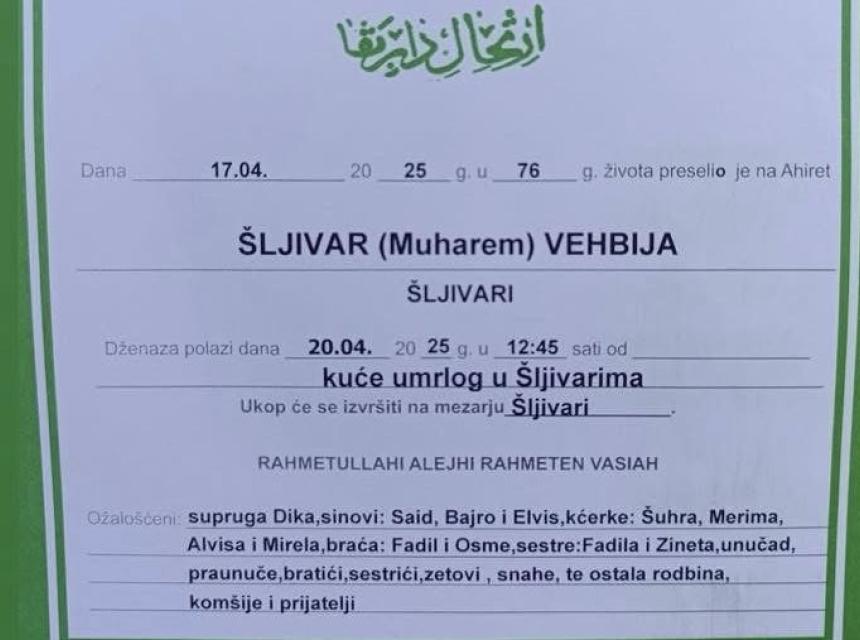 ارتحال دار بقا
Dana 17.04. 20 25 g. u 76 g. života preselio je na Ahiret
ŠLJIVAR (Muharem) VEHBIJA
ŠLJIVARI
Dženaza polazi dana 20.04. 20 25 g. u 12:45 sati od
kuće umrlog u Šljivarima
Ukop će se izvršiti na mezarju Šljivari.
RAHMETULLAHI ALEJHI RAHMETEN VASIAH
Ožalošćeni: supruga Dika,sinovi: Said, Bajro i Elvis,kćerke: Šuhra, Merima,
Alvisa i Mirela,braća: Fadil i Osme,sestre:Fadila i Zineta,unučad,
praunuče,bratići,sestrići,zetovi , snahe, te ostala rodbina,
komšije i prijatelji